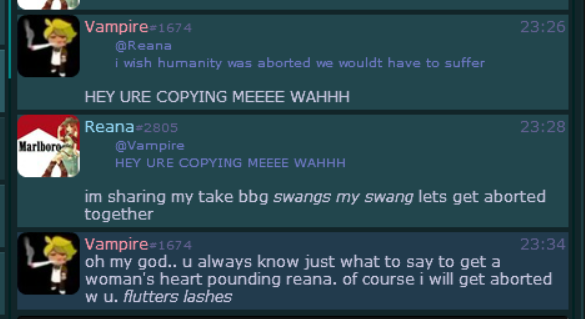 Vampire#1674 23:26
@Reana
i wish humanity was aborted we wouldt have to suffer
HEY URE COPYING MEEEE WAHHH
Marlboro
Reana#2805 23:28
@Vampire
HEY URE COPYING MEEEE WAHHH
im sharing my take bbg swangs my swang lets get aborted
together
Vampire#1674 23:34
oh my god.. u always know just what to say to get a
woman's heart pounding reana. of course i will get aborted
w u. flutters lashes